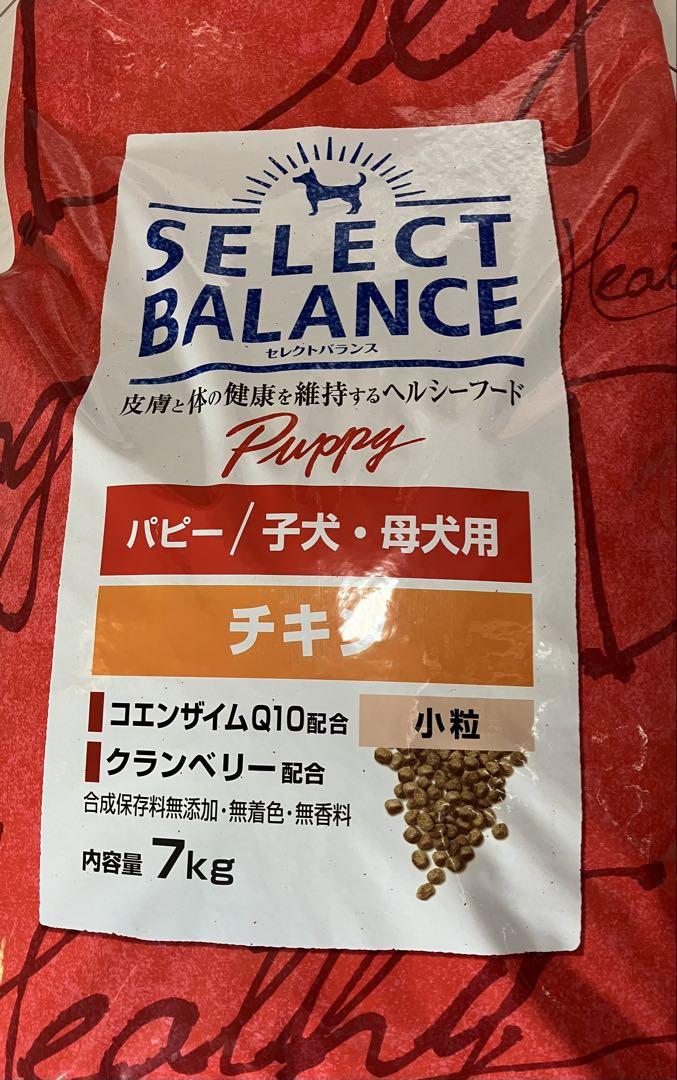 SELECT
BALANCE
セレクトバランス
皮膚と体の健康を維持するヘルシーフード
Puppy
パピー/子犬・母犬用
チキン
コエンザイムQ10配合
小粒
クランベリー配合
合成保存料無添加・無着色・無香料
内容量 7kg
Healthy